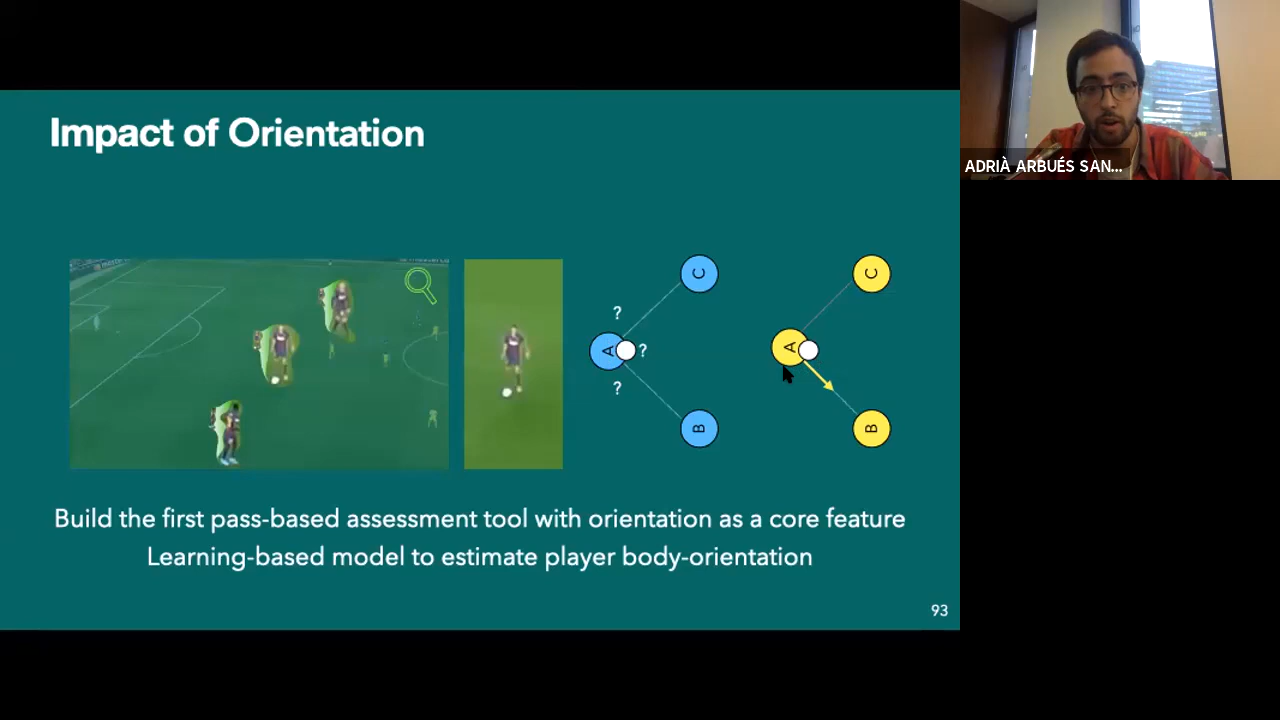 Impact of Orientation
ADRIÀ ARBUÉS SAN...
C
C
?
A
?
A
?
B
B
Build the first pass-based assessment tool with orientation as a core feature
Learning-based model to estimate player body-orientation
93